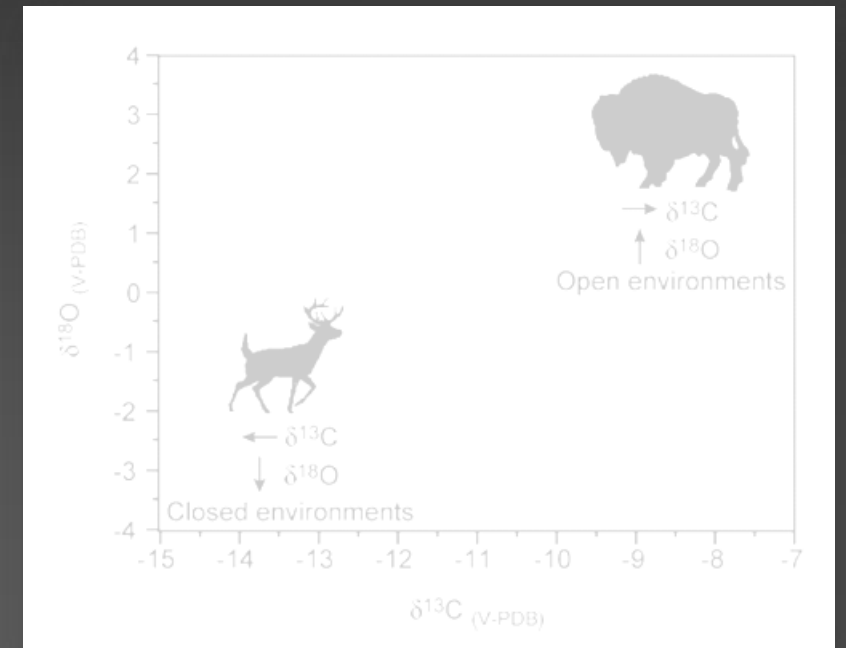 4
3
2
1
0
-1
-2
-3
-4
δ¹⁸O (V-PDB)
δ¹³C
δ¹⁸O
Open environments
δ¹³C
δ¹⁸O
Closed environments
-15 -14 -13 -12 -11 -10 -9 -8 -7
δ¹³C (V-PDB)